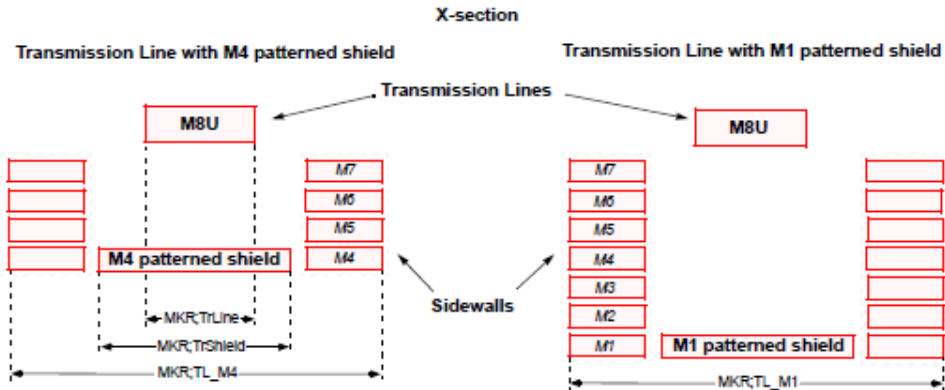 X-section
Transmission Line with M4 patterned shield
Transmission Line with M1 patterned shield
Transmission Lines
M8U
M8U
M7
M6
M5
M4
M4 patterned shield
M7
M6
M5
M4
M3
M2
M1
M1 patterned shield
Sidewalls
MKR;TrLine
MKR;TrShield
MKR;TL_M4
MKR;TL_M1